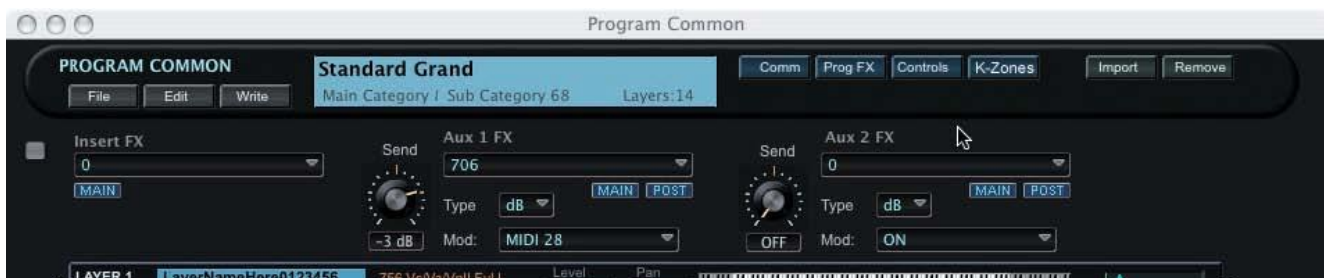 Program Common
PROGRAM COMMON
Standard Grand
Comm Prog FX Controls K-Zones Import Remove
File Edit Write
Main Category / Sub Category 68 Layers:14
Insert FX Send Aux 1 FX Send Aux 2 FX
0 706 0
MAIN MAIN POST MAIN POST
Type dB Type dB
-3 dB Mod: MIDI 28 OFF Mod: ON
LAYER 1 LayerNameHere0123456 Level Pan